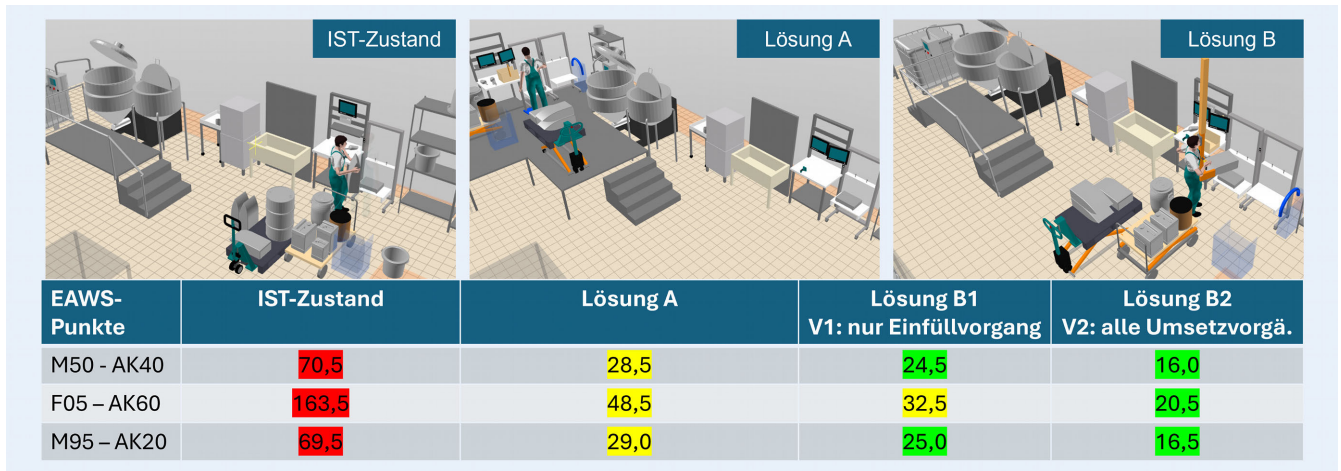 IST-Zustand
Lösung A
Lösung B
EAWS-Punkte IST-Zustand Lösung A Lösung B1 Lösung B2
V1: nur Einfüllvorgang V2: alle Umsetzvorgä.
M50 - AK40 70,5 28,5 24,5 16,0
F05 – AK60 163,5 48,5 32,5 20,5
M95 – AK20 69,5 29,0 25,0 16,5